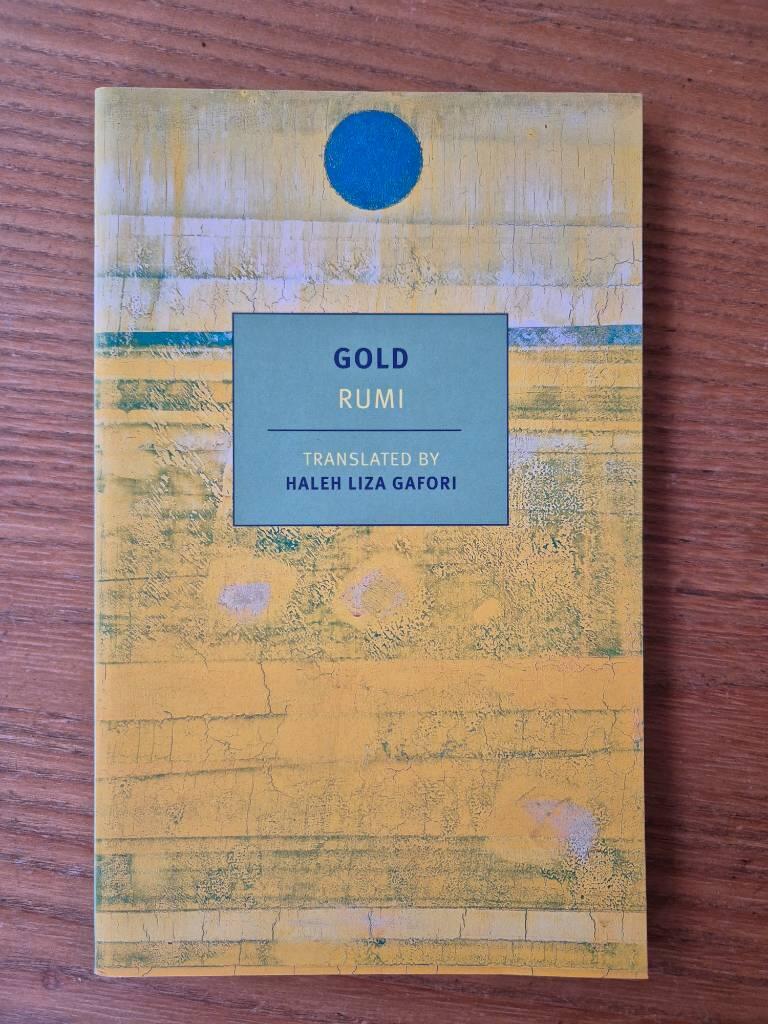 GOLD
RUMI
TRANSLATED BY
HALEH LIZA GAFORI